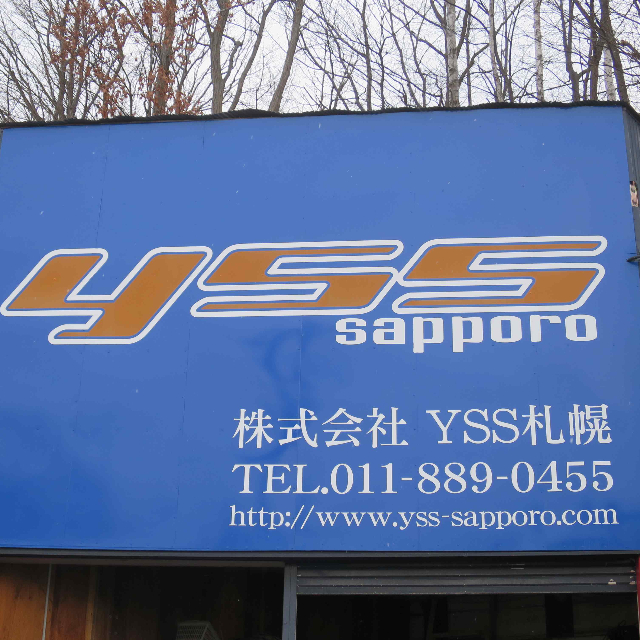 YSS
sapporo
株式会社 YSS札幌
TEL.011-889-0455
http://www.yss-sapporo.com